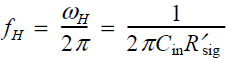 f_H = ω_H / 2π = 1 / 2πC_in R′_sig